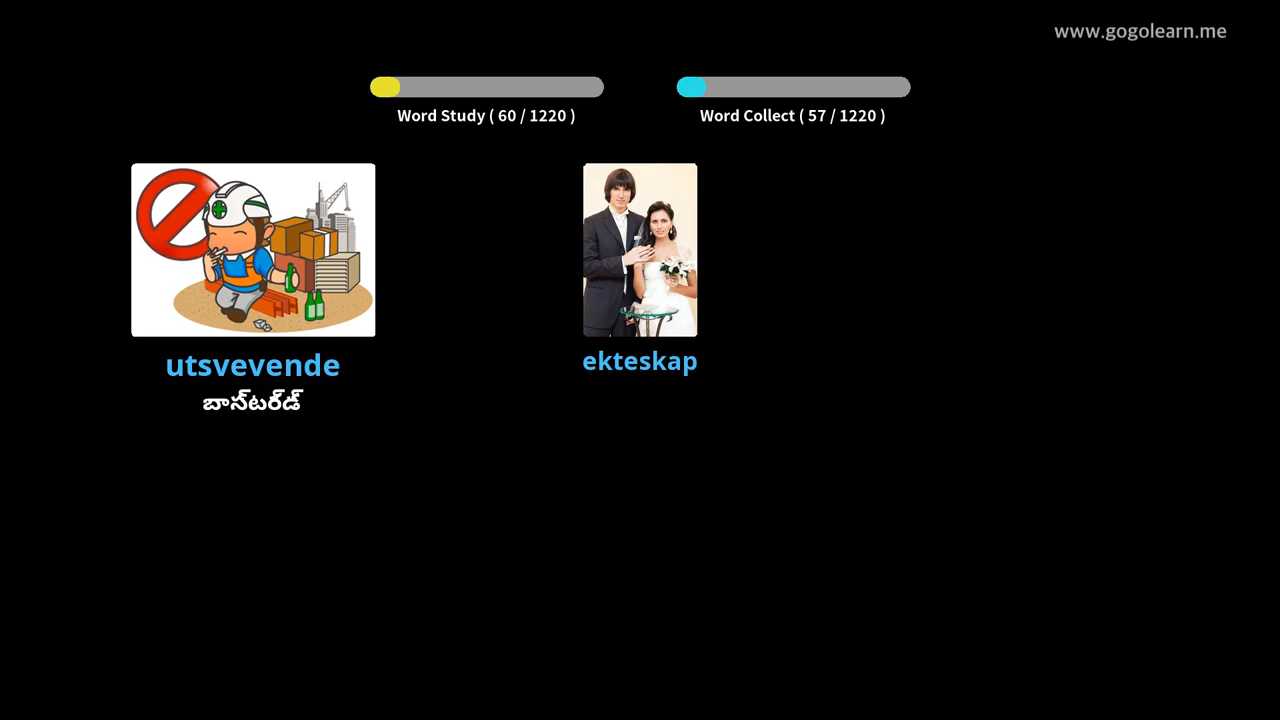 www.gogolearn.me
Word Study ( 60 / 1220 )
Word Collect ( 57 / 1220 )
utsvevende
బాస్టర్డ్
ekteskap